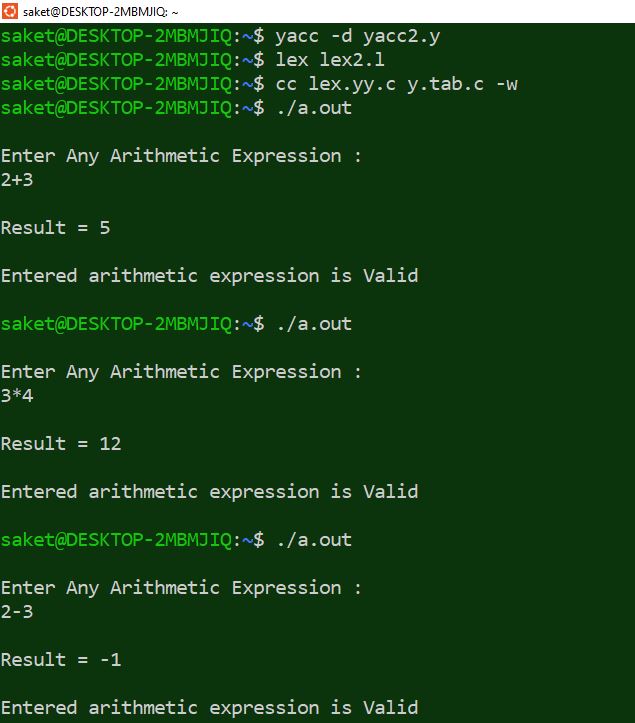 saket@DESKTOP-2MBMJIQ: ~
saket@DESKTOP-2MBMJIQ:~$ yacc -d yacc2.y
saket@DESKTOP-2MBMJIQ:~$ lex lex2.l
saket@DESKTOP-2MBMJIQ:~$ cc lex.yy.c y.tab.c -w
saket@DESKTOP-2MBMJIQ:~$ ./a.out
Enter Any Arithmetic Expression :
2+3
Result = 5
Entered arithmetic expression is Valid
saket@DESKTOP-2MBMJIQ:~$ ./a.out
Enter Any Arithmetic Expression :
3*4
Result = 12
Entered arithmetic expression is Valid
saket@DESKTOP-2MBMJIQ:~$ ./a.out
Enter Any Arithmetic Expression :
2-3
Result = -1
Entered arithmetic expression is Valid